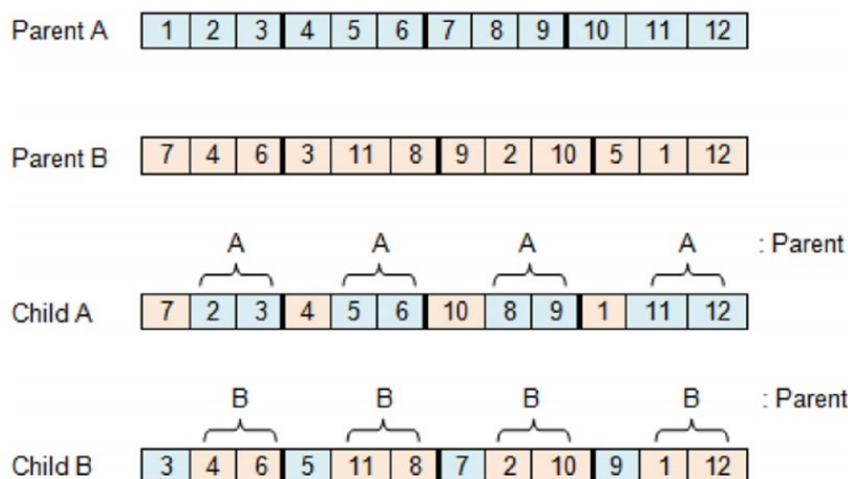 Parent A 1 2 3 4 5 6 7 8 9 10 11 12
Parent B 7 4 6 3 11 8 9 2 10 5 1 12
A A A A : Parent
Child A 7 2 3 4 5 6 10 8 9 1 11 12
B B B B : Parent
Child B 3 4 6 5 11 8 7 2 10 9 1 12